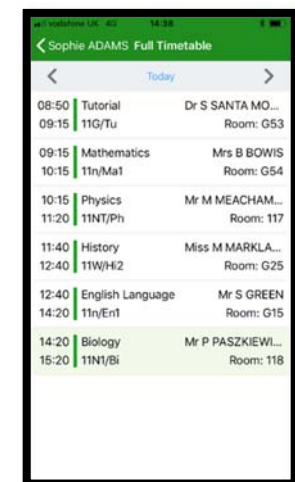 vodafone UK 4G 14:38
Sophie ADAMS Full Timetable
Today
08:50 Tutorial Dr S SANTA MO...
09:15 11G/Tu Room: G53
09:15 Mathematics Mrs B BOWIS
10:15 11n/Ma1 Room: G54
10:15 Physics Mr M MEACHAM...
11:20 11NT/Ph Room: 117
11:40 History Miss M MARKLA...
12:40 11W/Hi2 Room: G25
12:40 English Language Mr S GREEN
14:20 11n/En1 Room: G15
14:20 Biology Mr P PASZKIEWI...
15:20 11N1/Bi Room: 118